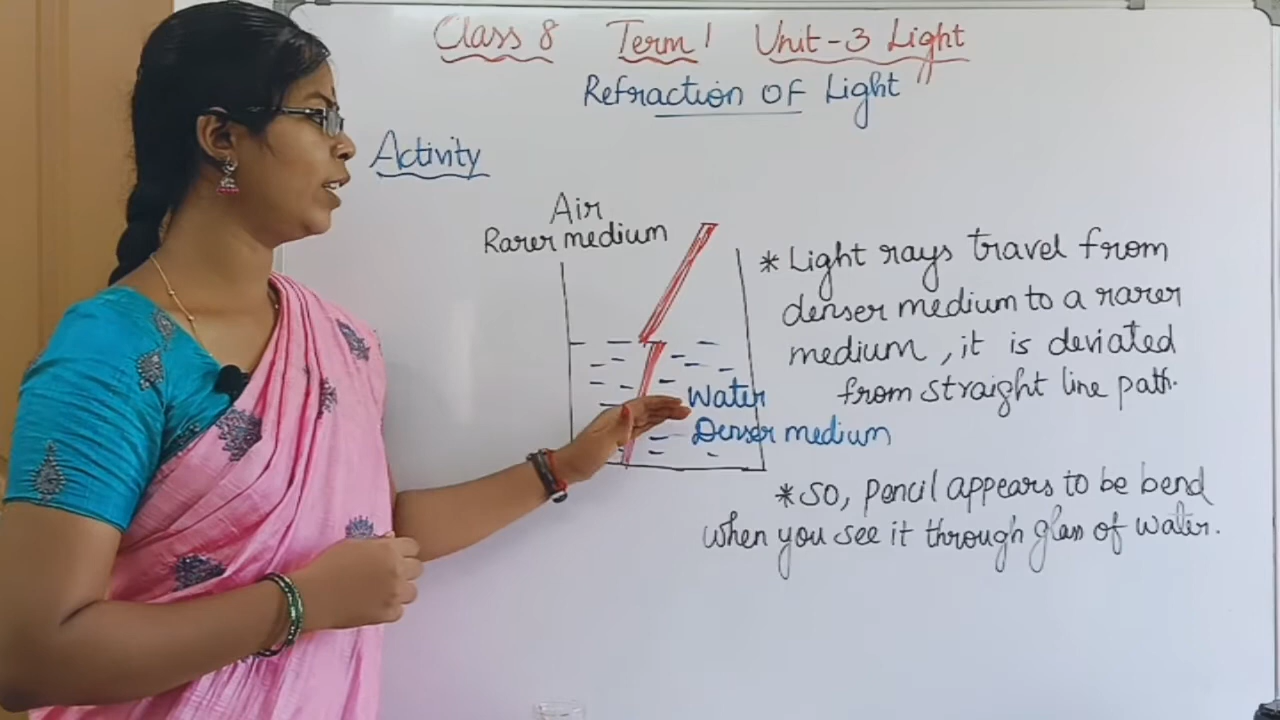 Class 8 Term 1 Unit-3 Light
Refraction OF Light
Activity
Air
Rarer medium
* Light rays travel from
denser medium to a rarer
medium, it is deviated
from straight line path.
Water
Denser medium
* SO, pencil appears to be bend
when you see it through glass of water.